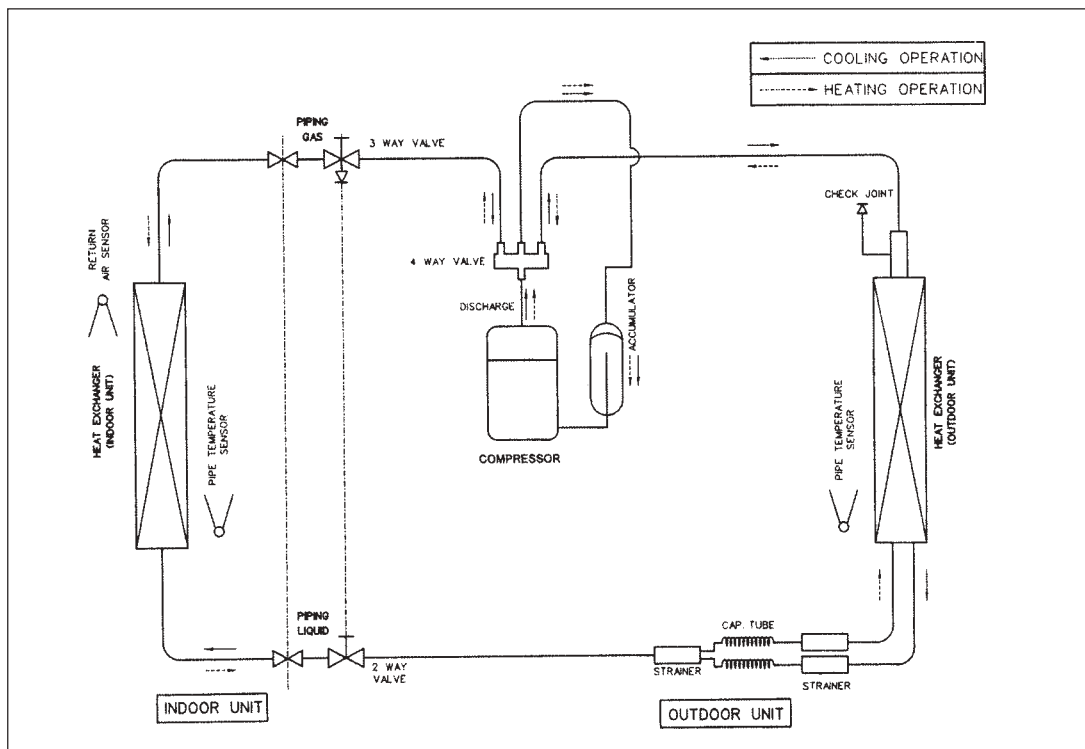 COOLING OPERATION
HEATING OPERATION
PIPING
GAS
3 WAY VALVE
CHECK JOINT
RETURN
AIR SENSOR
4 WAY VALVE
DISCHARGE
ACCUMULATOR
HEAT EXCHANGER
(INDOOR UNIT)
PIPE TEMPERATURE
SENSOR
COMPRESSOR
PIPE TEMPERATURE
SENSOR
HEAT EXCHANGER
(OUTDOOR UNIT)
PIPING
LIQUID
2 WAY
VALVE
CAP. TUBE
STRAINER
STRAINER
INDOOR UNIT
OUTDOOR UNIT